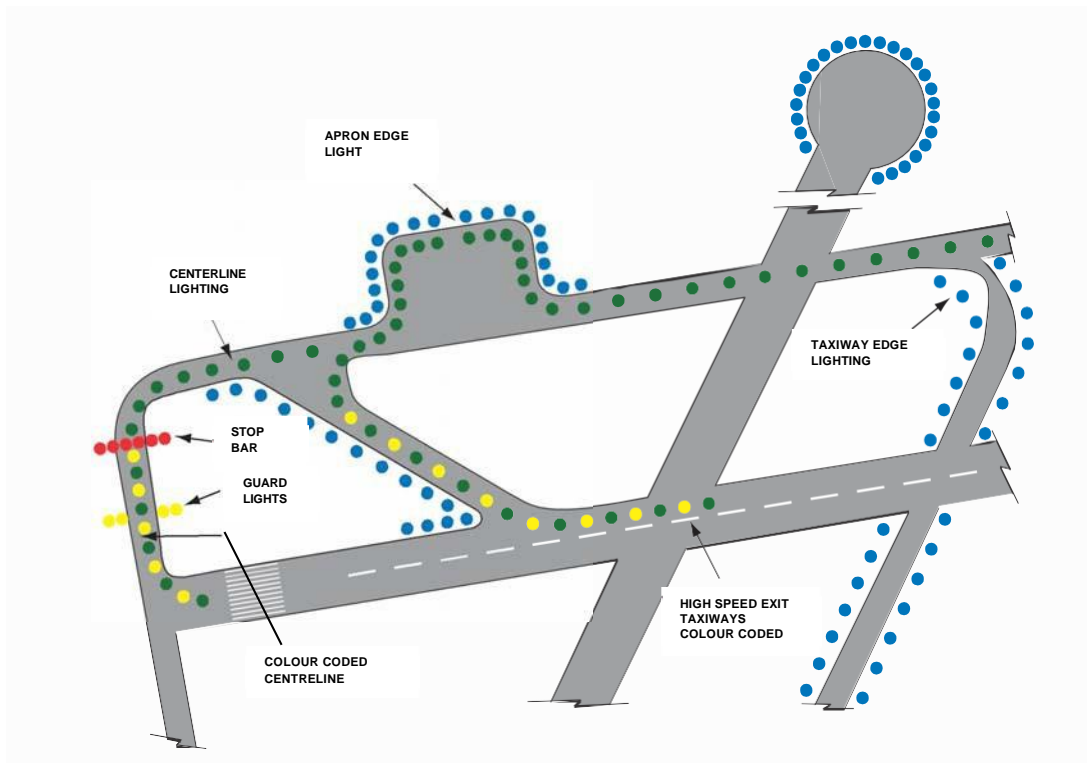 APRON EDGE
LIGHT
CENTERLINE
LIGHTING
TAXIWAY EDGE
LIGHTING
STOP
BAR
GUARD
LIGHTS
HIGH SPEED EXIT
TAXIWAYS
COLOUR CODED
COLOUR CODED
CENTRELINE